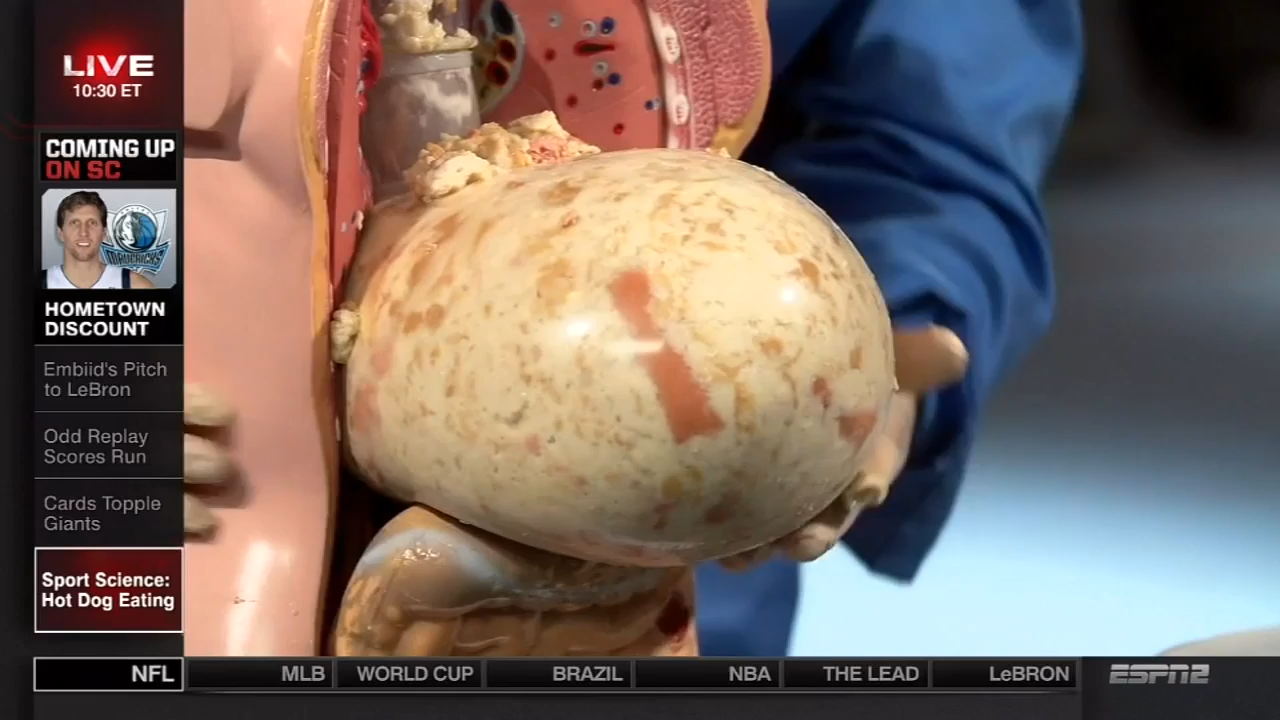 LIVE
10:30 ET
COMING UP
ON SC
MAVERICKS
HOMETOWN
DISCOUNT
Embiid's Pitch
to LeBron
Odd Replay
Scores Run
Cards Topple
Giants
Sport Science:
Hot Dog Eating
NFL
MLB
WORLD CUP
BRAZIL
NBA
THE LEAD
LeBRON
ESPN2